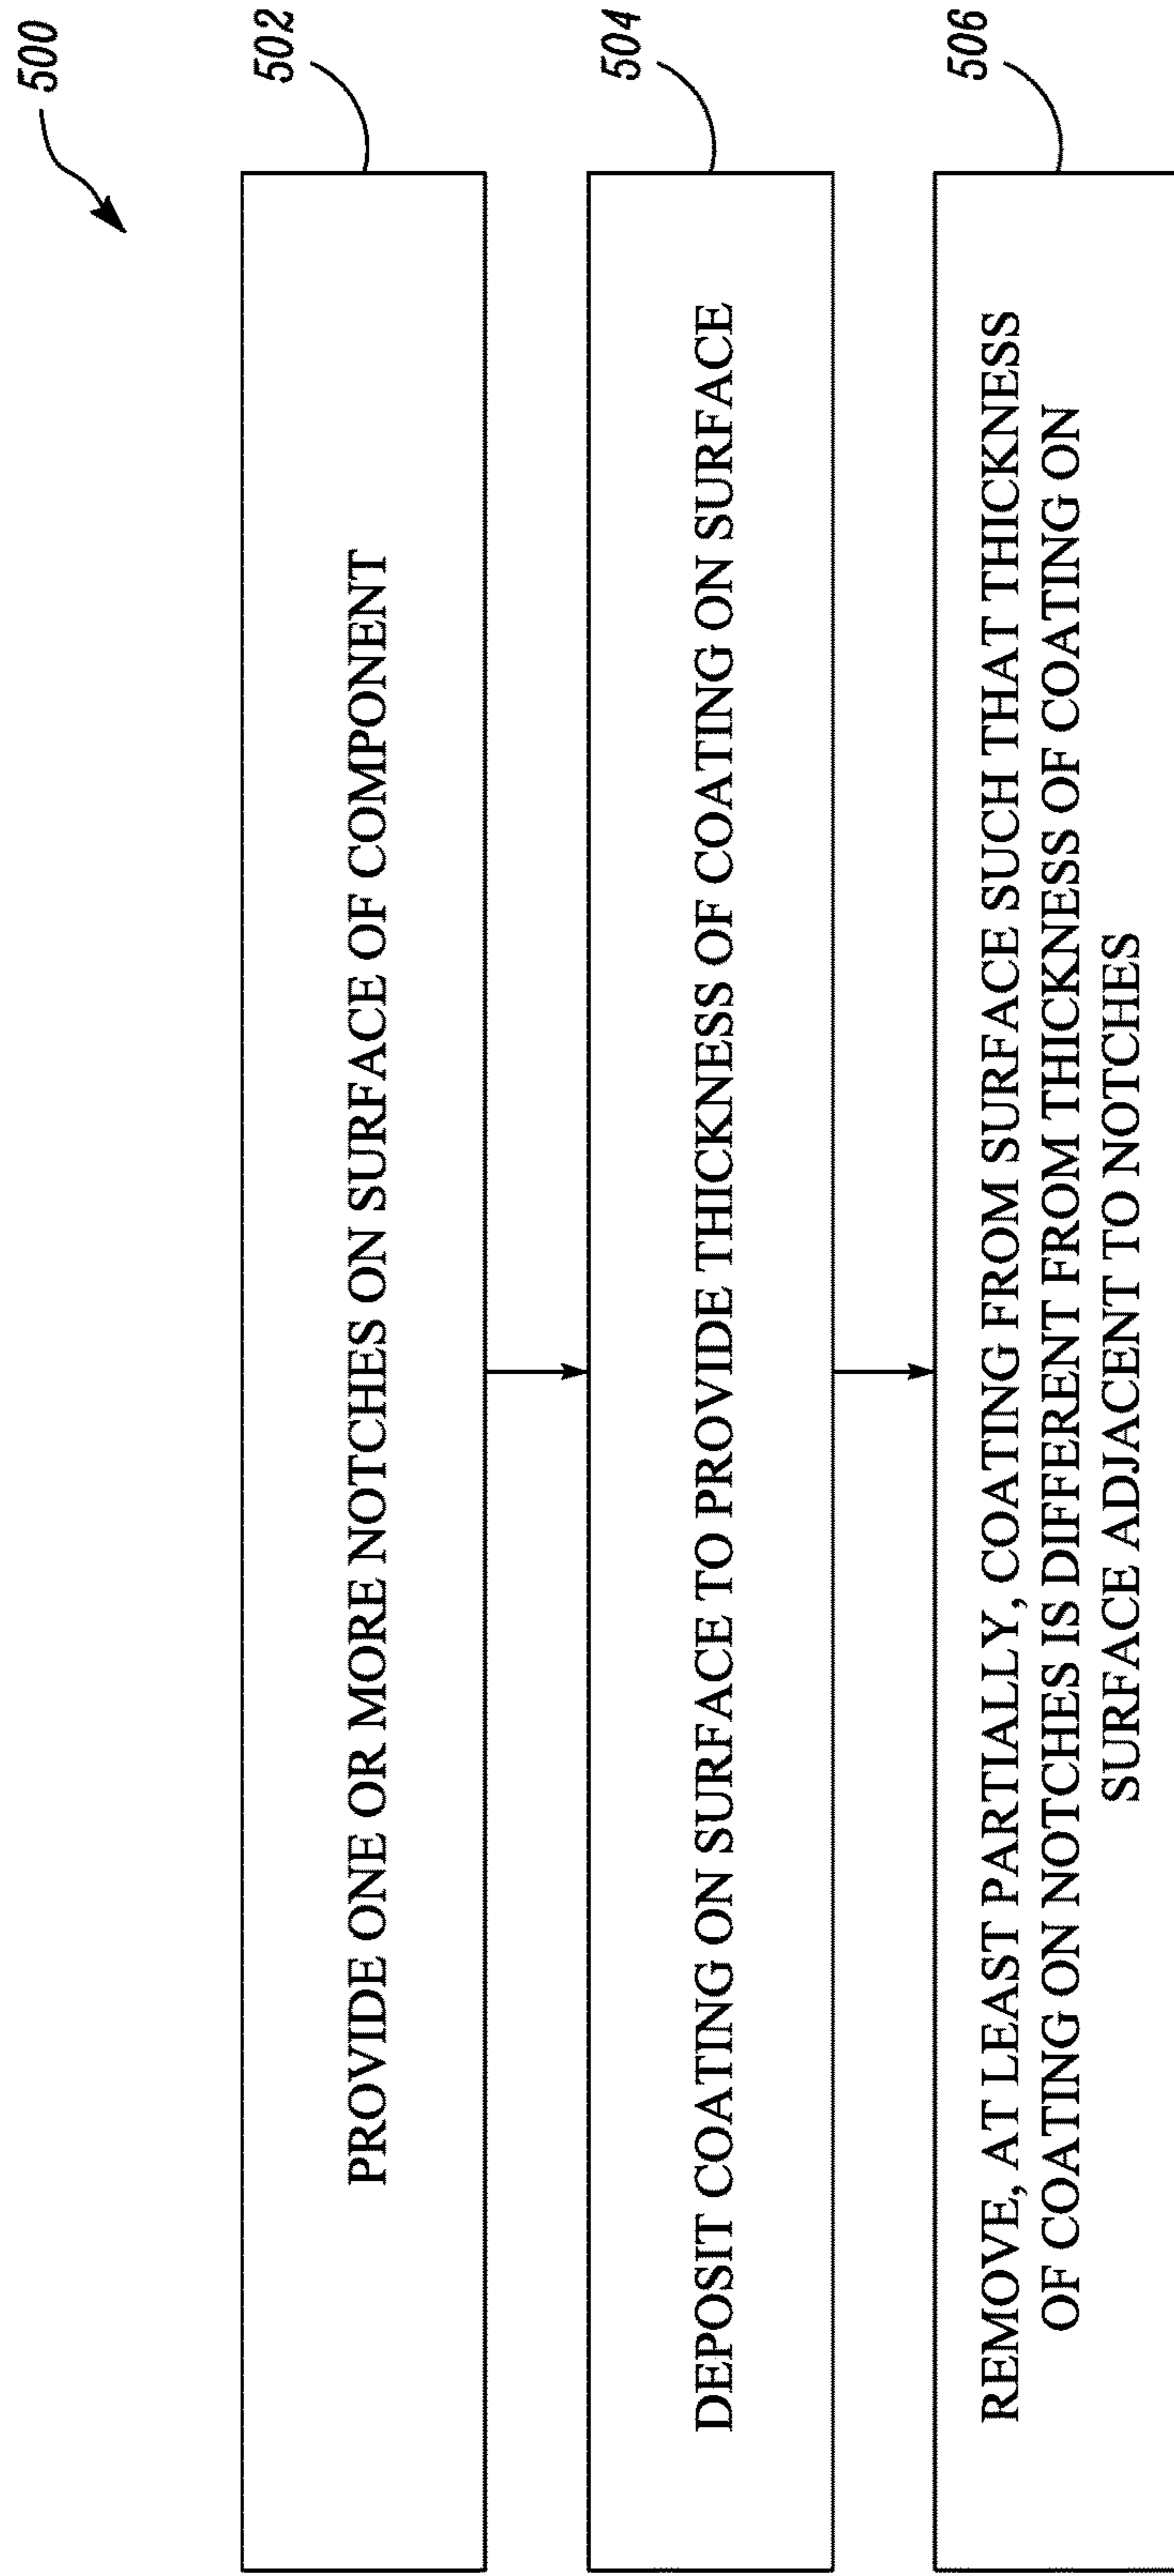 500
502
PROVIDE ONE OR MORE NOTCHES ON SURFACE OF COMPONENT
504
DEPOSIT COATING ON SURFACE TO PROVIDE THICKNESS OF COATING ON SURFACE
506
REMOVE, AT LEAST PARTIALLY, COATING FROM SURFACE SUCH THAT THICKNESS
OF COATING ON NOTCHES IS DIFFERENT FROM THICKNESS OF COATING ON
SURFACE ADJACENT TO NOTCHES